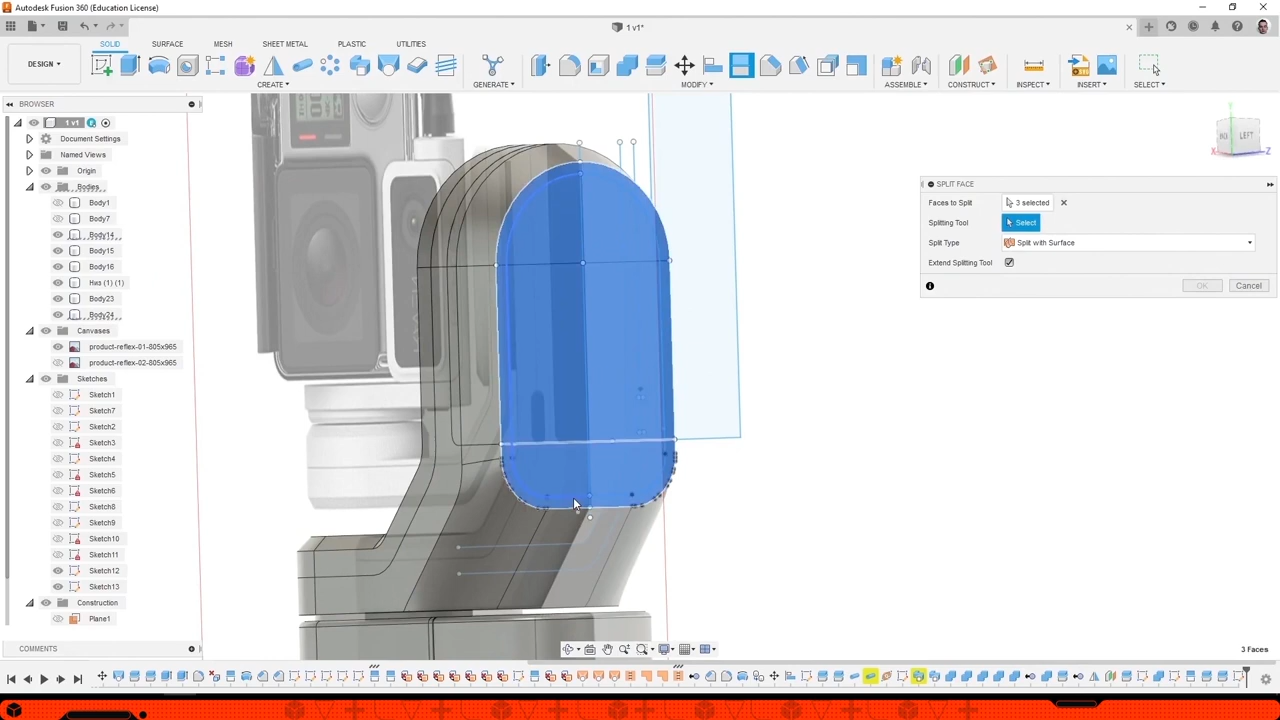 Autodesk Fusion 360 (Education License)
1 v1*
SOLID SURFACE MESH SHEET METAL PLASTIC UTILITIES
DESIGN
CREATE GENERATE MODIFY ASSEMBLE CONSTRUCT INSPECT INSERT SELECT
BROWSER
1 v1
Document Settings
Named Views
Origin
Bodies
Body1
Body7
Body14
Body15
Body16
Низ (1) (1)
Body23
Body24
Canvases
product-reflex-01-805x965
product-reflex-02-805x965
Sketches
Sketch1
Sketch7
Sketch2
Sketch3
Sketch4
Sketch5
Sketch6
Sketch8
Sketch9
Sketch10
Sketch11
Sketch12
Sketch13
Construction
Plane1
COMMENTS
LEFT
X
Z
SPLIT FACE
Faces to Split 3 selected
Splitting Tool Select
Split Type Split with Surface
Extend Splitting Tool
OK Cancel
3 Faces